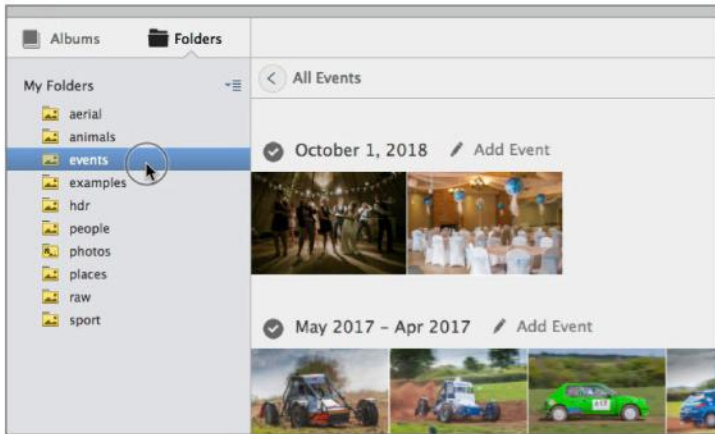 Albums
Folders
My Folders
aerial
animals
events
examples
hdr
people
photos
places
raw
sport
All Events
October 1, 2018
Add Event
May 2017 – Apr 2017
Add Event